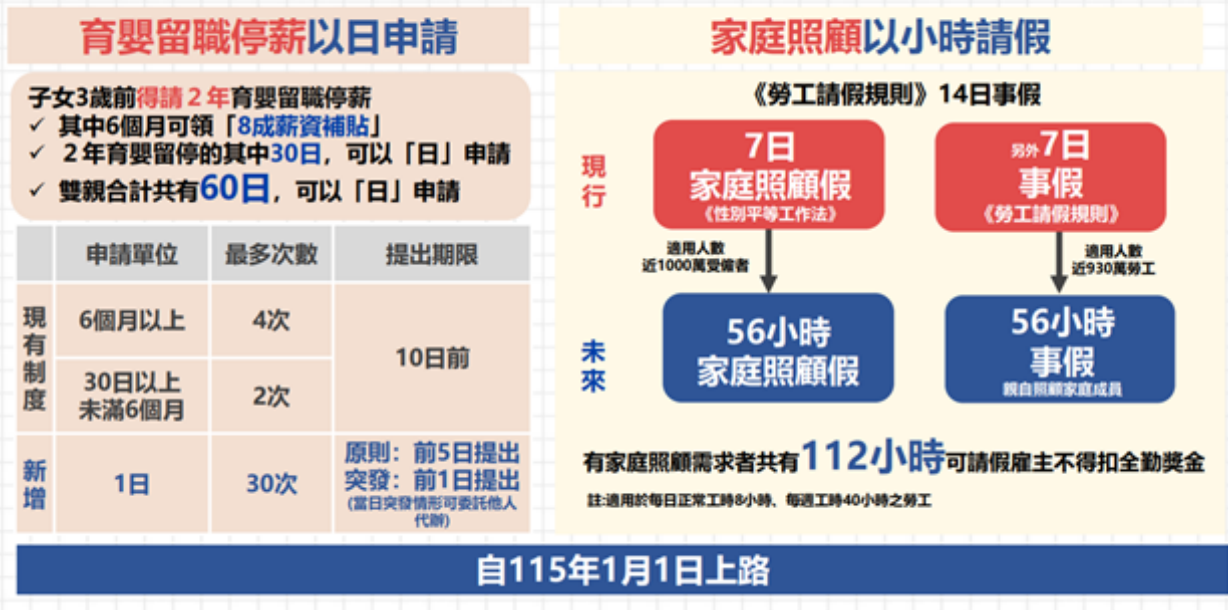 育嬰留職停薪以日申請
子女3歲前得請2年育嬰留職停薪
✓ 其中6個月可領「8成薪資補貼」
✓ 2年育嬰留停的其中30日，可以「日」申請
✓ 雙親合計共有60日，可以「日」申請
申請單位 最多次數 提出期限
現有制度
6個月以上 4次
10日前
30日以上
未滿6個月
2次
新增
1日 30次
原則：前5日提出
突發：前1日提出
(當日突發情形可委託他人
代辦)
家庭照顧以小時請假
《勞工請假規則》14日事假
現行
7日
家庭照顧假
《性別平等工作法》
另外7日
事假
《勞工請假規則》
適用人數
近1000萬受僱者
適用人數
近930萬勞工
未來
56小時
家庭照顧假
56小時
事假
親自照顧家庭成員
有家庭照顧需求者共有112小時可請假雇主不得扣全勤獎金
註:適用於每日正常工時8小時、每週工時40小時之勞工
自115年1月1日上路